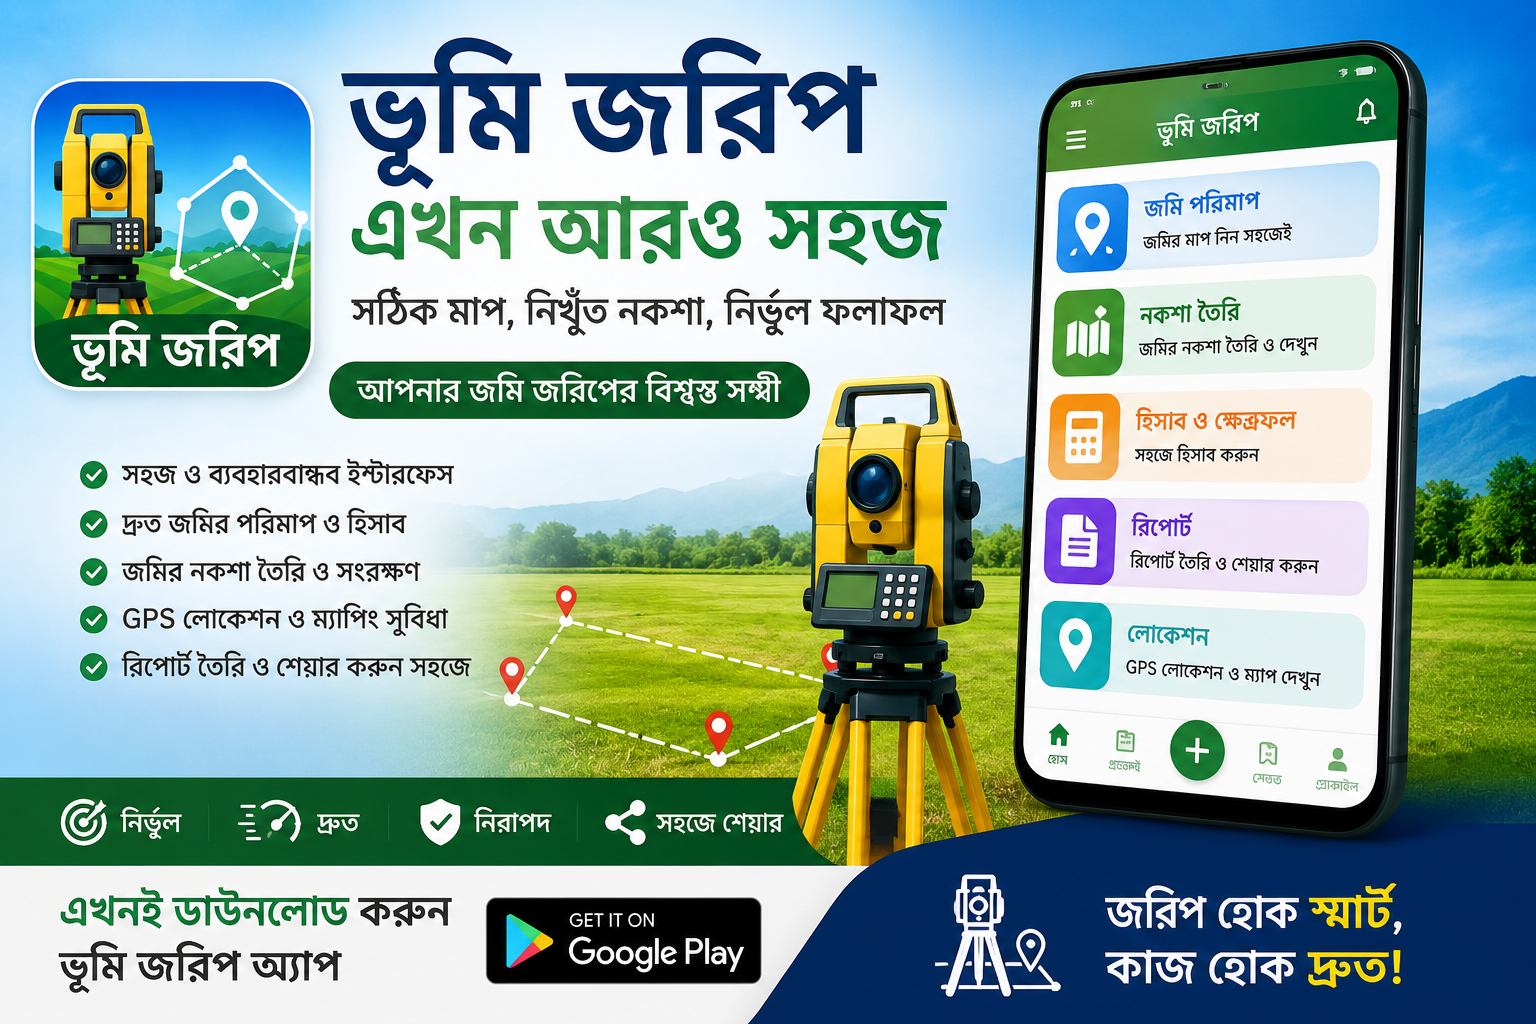 ভূমি জরিপ
ভূমি জরিপ
এখন আরও সহজ
সঠিক মাপ, নিখুঁত নকশা, নির্ভুল ফলাফল
আপনার জমি জরিপের বিশ্বস্ত সঙ্গী
সহজ ও ব্যবহারবান্ধব ইন্টারফেস
দ্রুত জমির পরিমাপ ও হিসাব
জমির নকশা তৈরি ও সংরক্ষণ
GPS লোকেশন ও ম্যাপিং সুবিধা
রিপোর্ট তৈরি ও শেয়ার করুন সহজে
ভূমি জরিপ
জমি পরিমাপ
জমির মাপ নিন সহজেই
নকশা তৈরি
জমির নকশা তৈরি ও দেখুন
হিসাব ও ক্ষেত্রফল
সহজে হিসাব করুন
রিপোর্ট
রিপোর্ট তৈরি ও শেয়ার করুন
লোকেশন
GPS লোকেশন ও ম্যাপ দেখুন
নির্ভুল
দ্রুত
নিরাপদ
সহজে শেয়ার
এখনই ডাউনলোড করুন
ভূমি জরিপ অ্যাপ
GET IT ON
Google Play
জরিপ হোক স্মার্ট,
কাজ হোক দ্রুত!